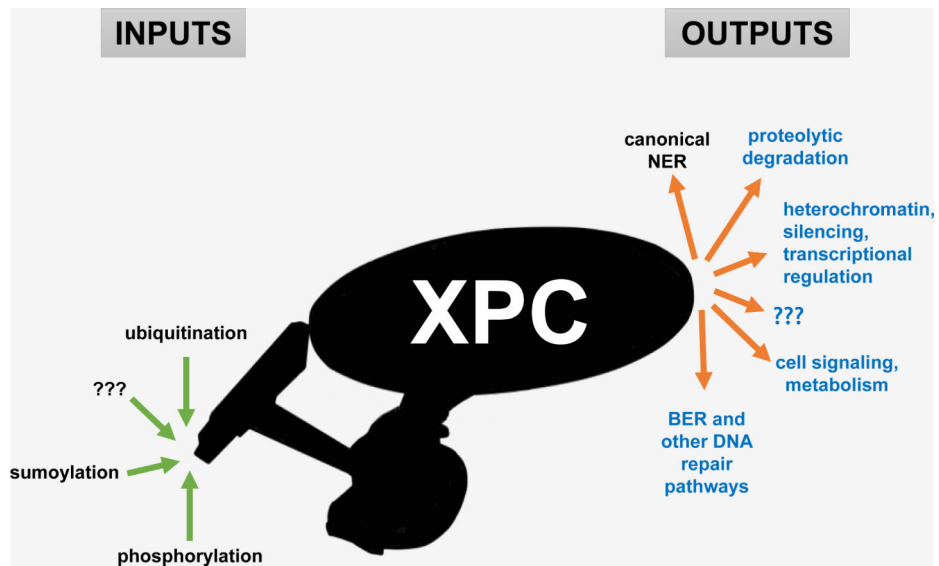 INPUTS
OUTPUTS
canonical
NER
proteolytic
degradation
heterochromatin,
silencing,
transcriptional
regulation
???
cell signaling,
metabolism
BER and
other DNA
repair
pathways
XPC
ubiquitination
???
sumoylation
phosphorylation